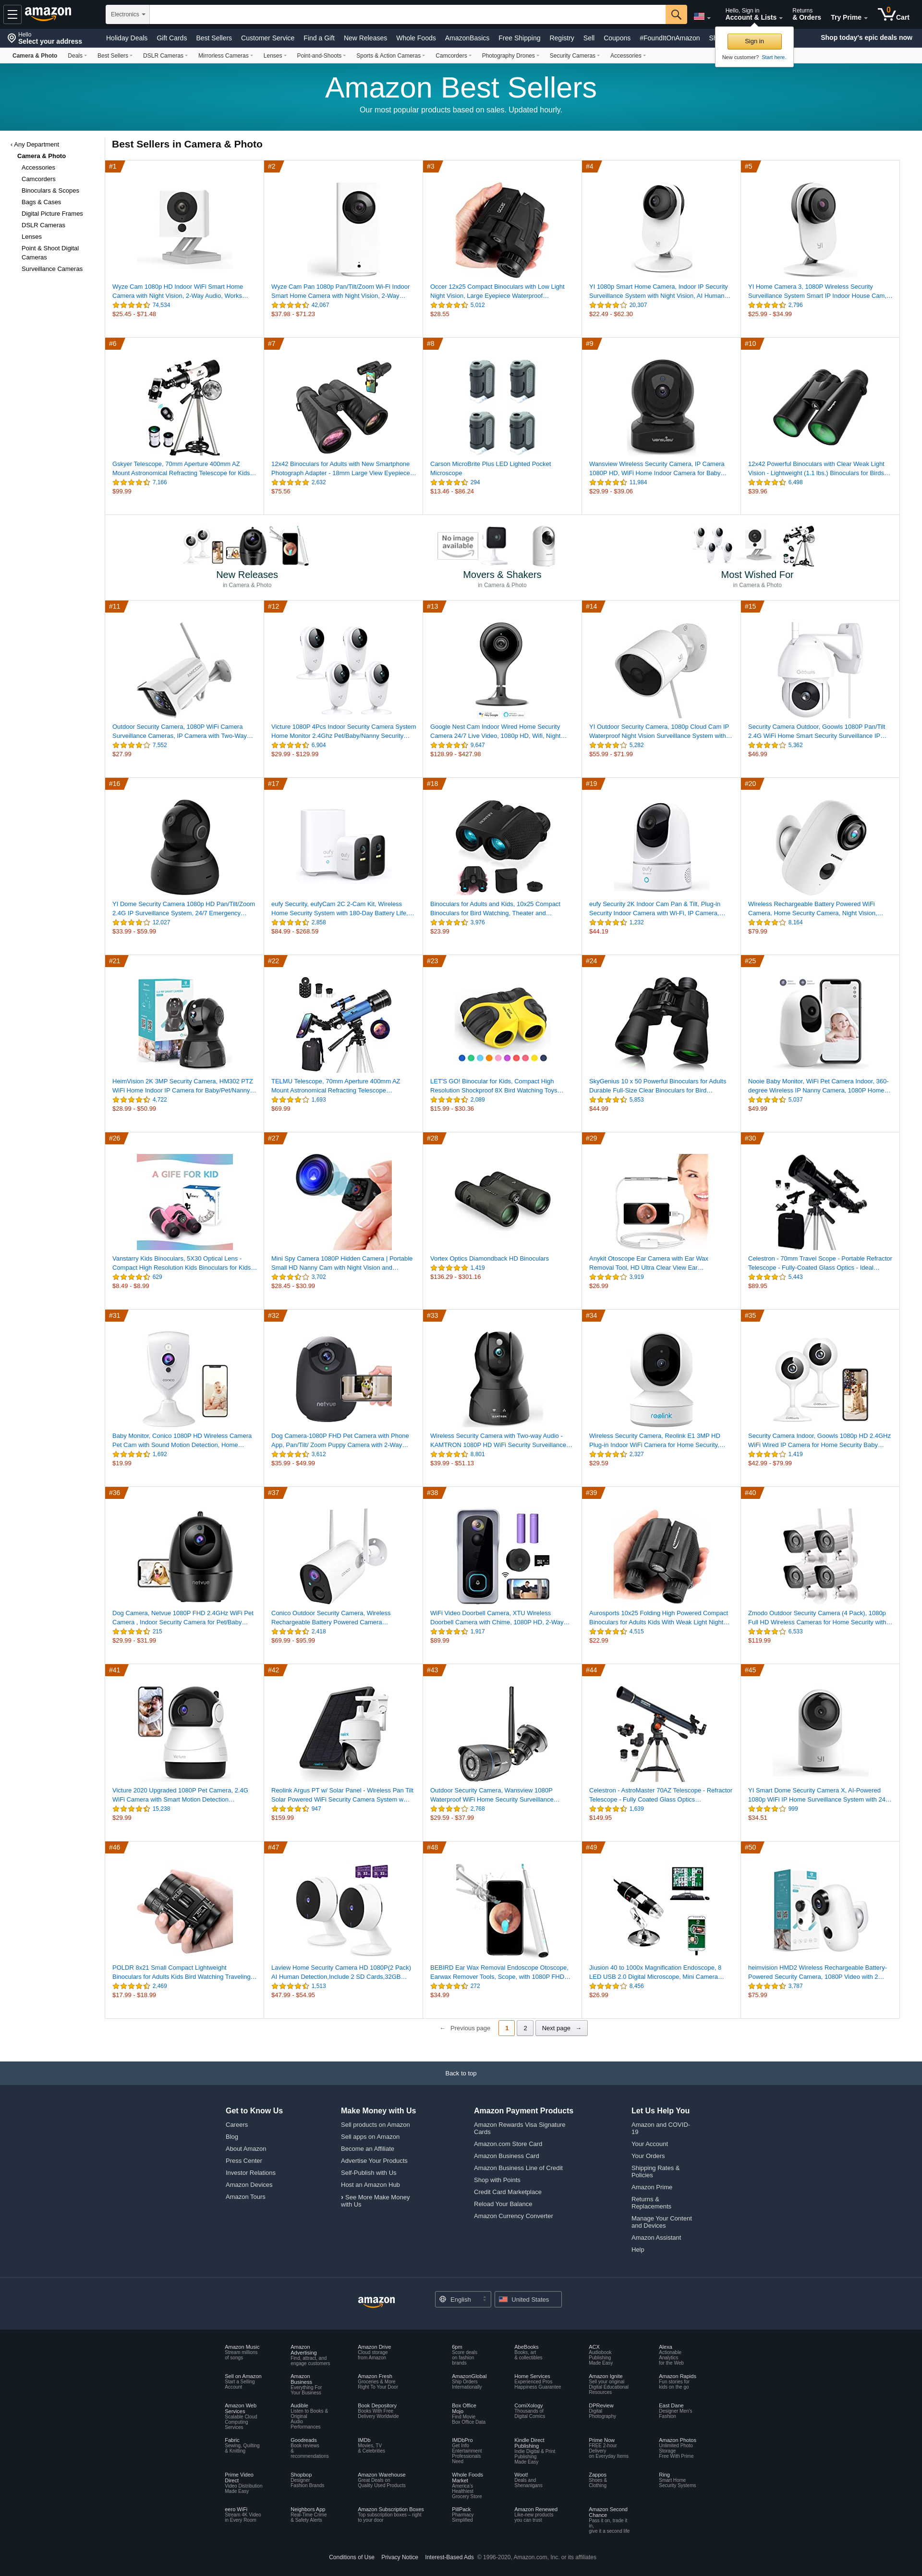 amazon
Electronics
Hello, Sign in
Account & Lists
Returns
& Orders
Try Prime
0
Cart
Hello
Select your address
Holiday Deals Gift Cards Best Sellers Customer Service Find a Gift New Releases Whole Foods AmazonBasics Free Shipping Registry Sell Coupons #FoundItOnAmazon
Shop today's epic deals now
Sign in
New customer? Start here.
Camera & Photo Deals Best Sellers DSLR Cameras Mirrorless Cameras Lenses Point-and-Shoots Sports & Action Cameras Camcorders Photography Drones Security Cameras Accessories
Amazon Best Sellers
Our most popular products based on sales. Updated hourly.
‹ Any Department
Camera & Photo
Accessories
Camcorders
Binoculars & Scopes
Bags & Cases
Digital Picture Frames
DSLR Cameras
Lenses
Point & Shoot Digital
Cameras
Surveillance Cameras
Best Sellers in Camera & Photo
#1
Wyze Cam 1080p HD Indoor WiFi Smart Home
Camera with Night Vision, 2-Way Audio, Works…
74,534
$25.45 - $71.48
#2
Wyze Cam Pan 1080p Pan/Tilt/Zoom Wi-Fi Indoor
Smart Home Camera with Night Vision, 2-Way…
42,067
$37.98 - $71.23
#3
Occer 12x25 Compact Binoculars with Low Light
Night Vision, Large Eyepiece Waterproof…
5,012
$28.55
#4
YI 1080p Smart Home Camera, Indoor IP Security
Surveillance System with Night Vision, AI Human…
20,307
$22.49 - $62.30
#5
YI Home Camera 3, 1080P Wireless Security
Surveillance System Smart IP Indoor House Cam,…
2,796
$25.99 - $34.99
#6
Gskyer Telescope, 70mm Aperture 400mm AZ
Mount Astronomical Refracting Telescope for Kids…
7,166
$99.99
#7
12x42 Binoculars for Adults with New Smartphone
Photograph Adapter - 18mm Large View Eyepiece…
2,632
$75.56
#8
Carson MicroBrite Plus LED Lighted Pocket
Microscope
294
$13.46 - $86.24
#9
Wansview Wireless Security Camera, IP Camera
1080P HD, WiFi Home Indoor Camera for Baby…
11,984
$29.99 - $39.06
#10
12x42 Powerful Binoculars with Clear Weak Light
Vision - Lightweight (1.1 lbs.) Binoculars for Birds…
6,498
$39.96
New Releases
in Camera & Photo
No image
available
Movers & Shakers
in Camera & Photo
Most Wished For
in Camera & Photo
#11
Outdoor Security Camera, 1080P WiFi Camera
Surveillance Cameras, IP Camera with Two-Way…
7,552
$27.99
#12
Victure 1080P 4Pcs Indoor Security Camera System
Home Monitor 2.4Ghz Pet/Baby/Nanny Security…
6,904
$29.99 - $129.99
#13
Google Nest Cam Indoor Wired Home Security
Camera 24/7 Live Video, 1080p HD, Wifi, Night…
9,647
$128.99 - $427.98
#14
YI Outdoor Security Camera, 1080p Cloud Cam IP
Waterproof Night Vision Surveillance System with…
5,282
$55.99 - $71.99
#15
Security Camera Outdoor, Goowls 1080P Pan/Tilt
2.4G WiFi Home Smart Security Surveillance IP…
5,362
$46.99
#16
YI Dome Security Camera 1080p HD Pan/Tilt/Zoom
2.4G IP Surveillance System, 24/7 Emergency…
12,027
$33.99 - $59.99
#17
eufy Security, eufyCam 2C 2-Cam Kit, Wireless
Home Security System with 180-Day Battery Life,…
2,858
$84.99 - $268.59
#18
Binoculars for Adults and Kids, 10x25 Compact
Binoculars for Bird Watching, Theater and…
3,976
$23.99
#19
eufy Security 2K Indoor Cam Pan & Tilt, Plug-in
Security Indoor Camera with Wi-Fi, IP Camera,…
1,232
$44.19
#20
Wireless Rechargeable Battery Powered WiFi
Camera, Home Security Camera, Night Vision,…
8,164
$79.99
#21
HeimVision 2K 3MP Security Camera, HM302 PTZ
WiFi Home Indoor IP Camera for Baby/Pet/Nanny…
4,722
$28.99 - $50.99
#22
TELMU Telescope, 70mm Aperture 400mm AZ
Mount Astronomical Refracting Telescope…
1,693
$69.99
#23
LET'S GO! Binocular for Kids, Compact High
Resolution Shockproof 8X Bird Watching Toys…
2,089
$15.99 - $30.36
#24
SkyGenius 10 x 50 Powerful Binoculars for Adults
Durable Full-Size Clear Binoculars for Bird…
5,853
$44.99
#25
Nooie Baby Monitor, WiFi Pet Camera Indoor, 360-
degree Wireless IP Nanny Camera, 1080P Home…
5,037
$49.99
#26
A GIFE FOR KID
Vanstarry Kids Binoculars, 5X30 Optical Lens -
Compact High Resolution Kids Binoculars for Kids…
629
$8.49 - $8.99
#27
Mini Spy Camera 1080P Hidden Camera | Portable
Small HD Nanny Cam with Night Vision and…
3,702
$28.45 - $30.99
#28
Vortex Optics Diamondback HD Binoculars
1,419
$136.29 - $301.16
#29
Anykit Otoscope Ear Camera with Ear Wax
Removal Tool, HD Ultra Clear View Ear…
3,919
$26.99
#30
Celestron - 70mm Travel Scope - Portable Refractor
Telescope - Fully-Coated Glass Optics - Ideal…
5,443
$89.95
#31
Baby Monitor, Conico 1080P HD Wireless Camera
Pet Cam with Sound Motion Detection, Home…
1,692
$19.99
#32
netvue
Dog Camera-1080P FHD Pet Camera with Phone
App, Pan/Tilt/ Zoom Puppy Camera with 2-Way…
3,612
$35.99 - $49.99
#33
Wireless Security Camera with Two-way Audio -
KAMTRON 1080P HD WiFi Security Surveillance…
8,801
$39.99 - $51.13
#34
reolink
Wireless Security Camera, Reolink E1 3MP HD
Plug-in Indoor WiFi Camera for Home Security,…
2,327
$29.59
#35
Security Camera Indoor, Goowls 1080p HD 2.4GHz
WiFi Wired IP Camera for Home Security Baby…
1,419
$42.99 - $79.99
#36
netvue
Dog Camera, Netvue 1080P FHD 2.4GHz WiFi Pet
Camera , Indoor Security Camera for Pet/Baby…
215
$29.99 - $31.99
#37
Conico Outdoor Security Camera, Wireless
Rechargeable Battery Powered Camera…
2,418
$69.99 - $95.99
#38
WiFi Video Doorbell Camera, XTU Wireless
Doorbell Camera with Chime, 1080P HD, 2-Way…
1,917
$89.99
#39
Aurosports 10x25 Folding High Powered Compact
Binoculars for Adults Kids With Weak Light Night…
4,515
$22.99
#40
Zmodo Outdoor Security Camera (4 Pack), 1080p
Full HD Wireless Cameras for Home Security with…
6,533
$119.99
#41
Victure 2020 Upgraded 1080P Pet Camera, 2.4G
WiFi Camera with Smart Motion Detection…
15,238
$29.99
#42
Reolink Argus PT w/ Solar Panel - Wireless Pan Tilt
Solar Powered WiFi Security Camera System w…
947
$159.99
#43
Outdoor Security Camera, Wansview 1080P
Waterproof WiFi Home Security Surveillance…
2,768
$29.59 - $37.99
#44
Celestron - AstroMaster 70AZ Telescope - Refractor
Telescope - Fully Coated Glass Optics…
1,639
$149.95
#45
YI Smart Dome Security Camera X, AI-Powered
1080p WiFi IP Home Surveillance System with 24…
999
$34.51
#46
POLDR 8x21 Small Compact Lightweight
Binoculars for Adults Kids Bird Watching Traveling…
2,469
$17.99 - $18.99
#47
Laview Home Security Camera HD 1080P(2 Pack)
AI Human Detection,Include 2 SD Cards,32GB…
1,513
$47.99 - $54.95
#48
BEBIRD Ear Wax Removal Endoscope Otoscope,
Earwax Remover Tools, Scope, with 1080P FHD…
272
$34.99
#49
Jiusion 40 to 1000x Magnification Endoscope, 8
LED USB 2.0 Digital Microscope, Mini Camera…
8,456
$26.99
#50
heimvision HMD2 Wireless Rechargeable Battery-
Powered Security Camera, 1080P Video with 2…
3,787
$75.99
← Previous page 1 2 Next page →
Back to top
Get to Know Us
Careers
Blog
About Amazon
Press Center
Investor Relations
Amazon Devices
Amazon Tours
Make Money with Us
Sell products on Amazon
Sell apps on Amazon
Become an Affiliate
Advertise Your Products
Self-Publish with Us
Host an Amazon Hub
› See More Make Money
with Us
Amazon Payment Products
Amazon Rewards Visa Signature
Cards
Amazon.com Store Card
Amazon Business Card
Amazon Business Line of Credit
Shop with Points
Credit Card Marketplace
Reload Your Balance
Amazon Currency Converter
Let Us Help You
Amazon and COVID-
19
Your Account
Your Orders
Shipping Rates &
Policies
Amazon Prime
Returns &
Replacements
Manage Your Content
and Devices
Amazon Assistant
Help
amazon
English
United States
Amazon Music
Stream millions
of songs
Amazon
Advertising
Find, attract, and
engage customers
Amazon Drive
Cloud storage
from Amazon
6pm
Score deals
on fashion
brands
AbeBooks
Books, art
& collectibles
ACX
Audiobook
Publishing
Made Easy
Alexa
Actionable
Analytics
for the Web
Sell on Amazon
Start a Selling
Account
Amazon
Business
Everything For
Your Business
Amazon Fresh
Groceries & More
Right To Your Door
AmazonGlobal
Ship Orders
Internationally
Home Services
Experienced Pros
Happiness Guarantee
Amazon Ignite
Sell your original
Digital Educational
Resources
Amazon Rapids
Fun stories for
kids on the go
Amazon Web
Services
Scalable Cloud
Computing
Services
Audible
Listen to Books &
Original
Audio
Performances
Book Depository
Books With Free
Delivery Worldwide
Box Office
Mojo
Find Movie
Box Office Data
ComiXology
Thousands of
Digital Comics
DPReview
Digital
Photography
East Dane
Designer Men's
Fashion
Fabric
Sewing, Quilting
& Knitting
Goodreads
Book reviews
&
recommendations
IMDb
Movies, TV
& Celebrities
IMDbPro
Get Info
Entertainment
Professionals
Need
Kindle Direct
Publishing
Indie Digital & Print
Publishing
Made Easy
Prime Now
FREE 2-hour
Delivery
on Everyday Items
Amazon Photos
Unlimited Photo
Storage
Free With Prime
Prime Video
Direct
Video Distribution
Made Easy
Shopbop
Designer
Fashion Brands
Amazon Warehouse
Great Deals on
Quality Used Products
Whole Foods
Market
America's
Healthiest
Grocery Store
Woot!
Deals and
Shenanigans
Zappos
Shoes &
Clothing
Ring
Smart Home
Security Systems
eero WiFi
Stream 4K Video
in Every Room
Neighbors App
Real-Time Crime
& Safety Alerts
Amazon Subscription Boxes
Top subscription boxes – right
to your door
PillPack
Pharmacy
Simplified
Amazon Renewed
Like-new products
you can trust
Amazon Second
Chance
Pass it on, trade it
in,
give it a second life
Conditions of Use Privacy Notice Interest-Based Ads © 1996-2020, Amazon.com, Inc. or its affiliates